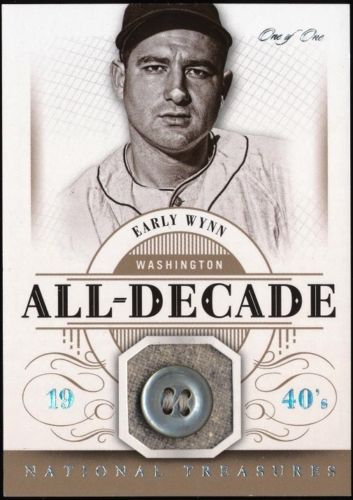 One of One
EARLY WYNN
WASHINGTON
ALL-DECADE
19 40's
NATIONAL TREASURES